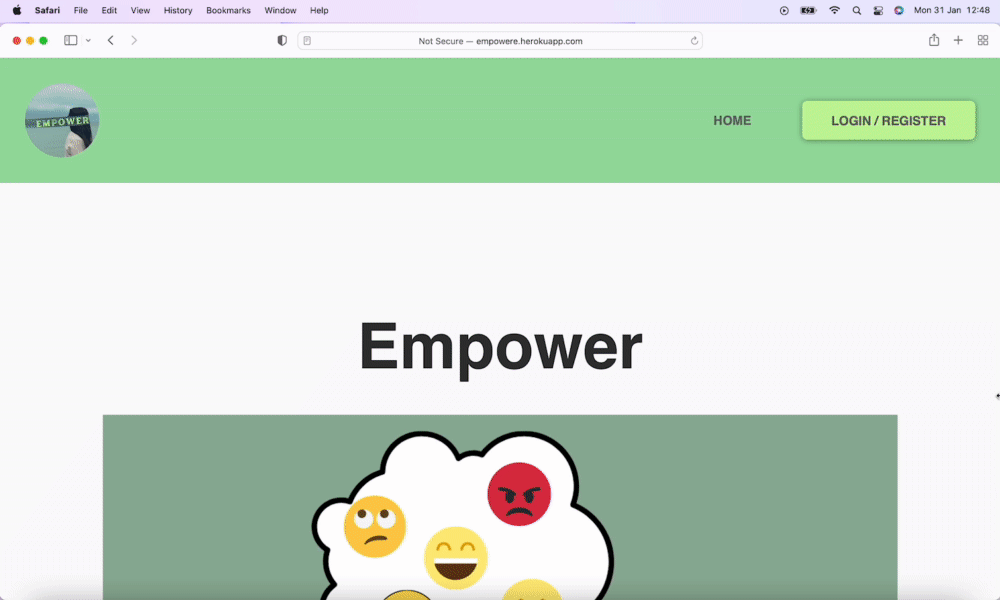 Safari File Edit View History Bookmarks Window Help Mon 31 Jan 12:48
Not Secure — empowere.herokuapp.com
EMPOWER
HOME
LOGIN / REGISTER
Empower